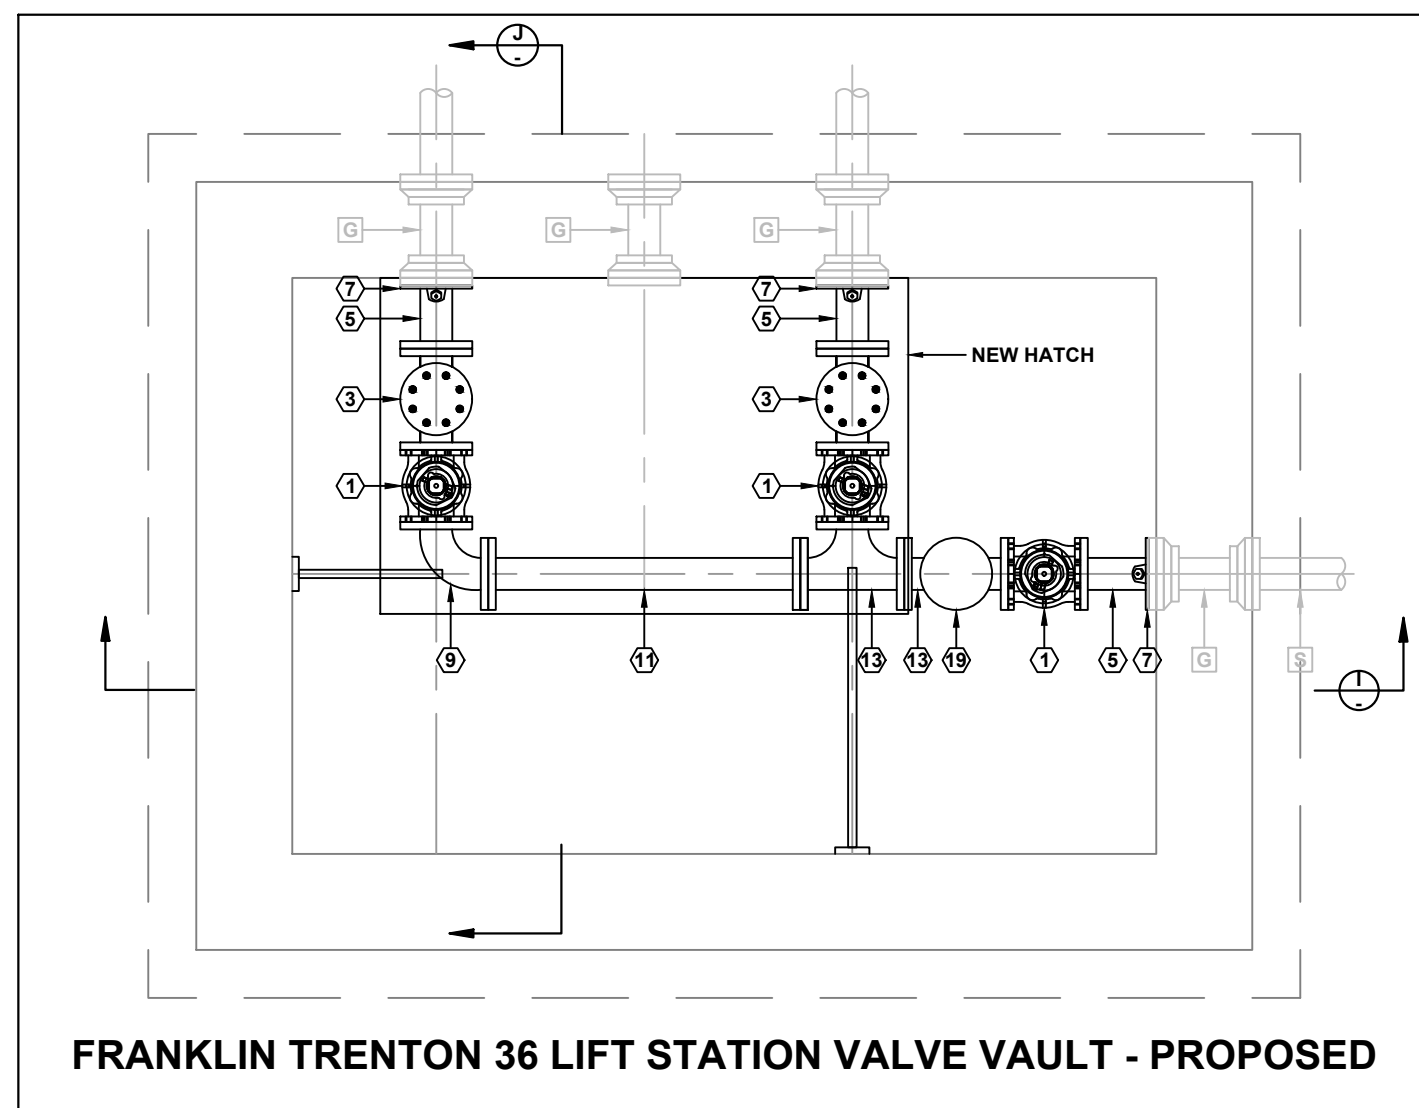 J
-
G
G
G
7
7
5
5
NEW HATCH
3
3
1
1
9
11
13
13
19
1
5
7
G
S
I
-
FRANKLIN TRENTON 36 LIFT STATION VALVE VAULT - PROPOSED